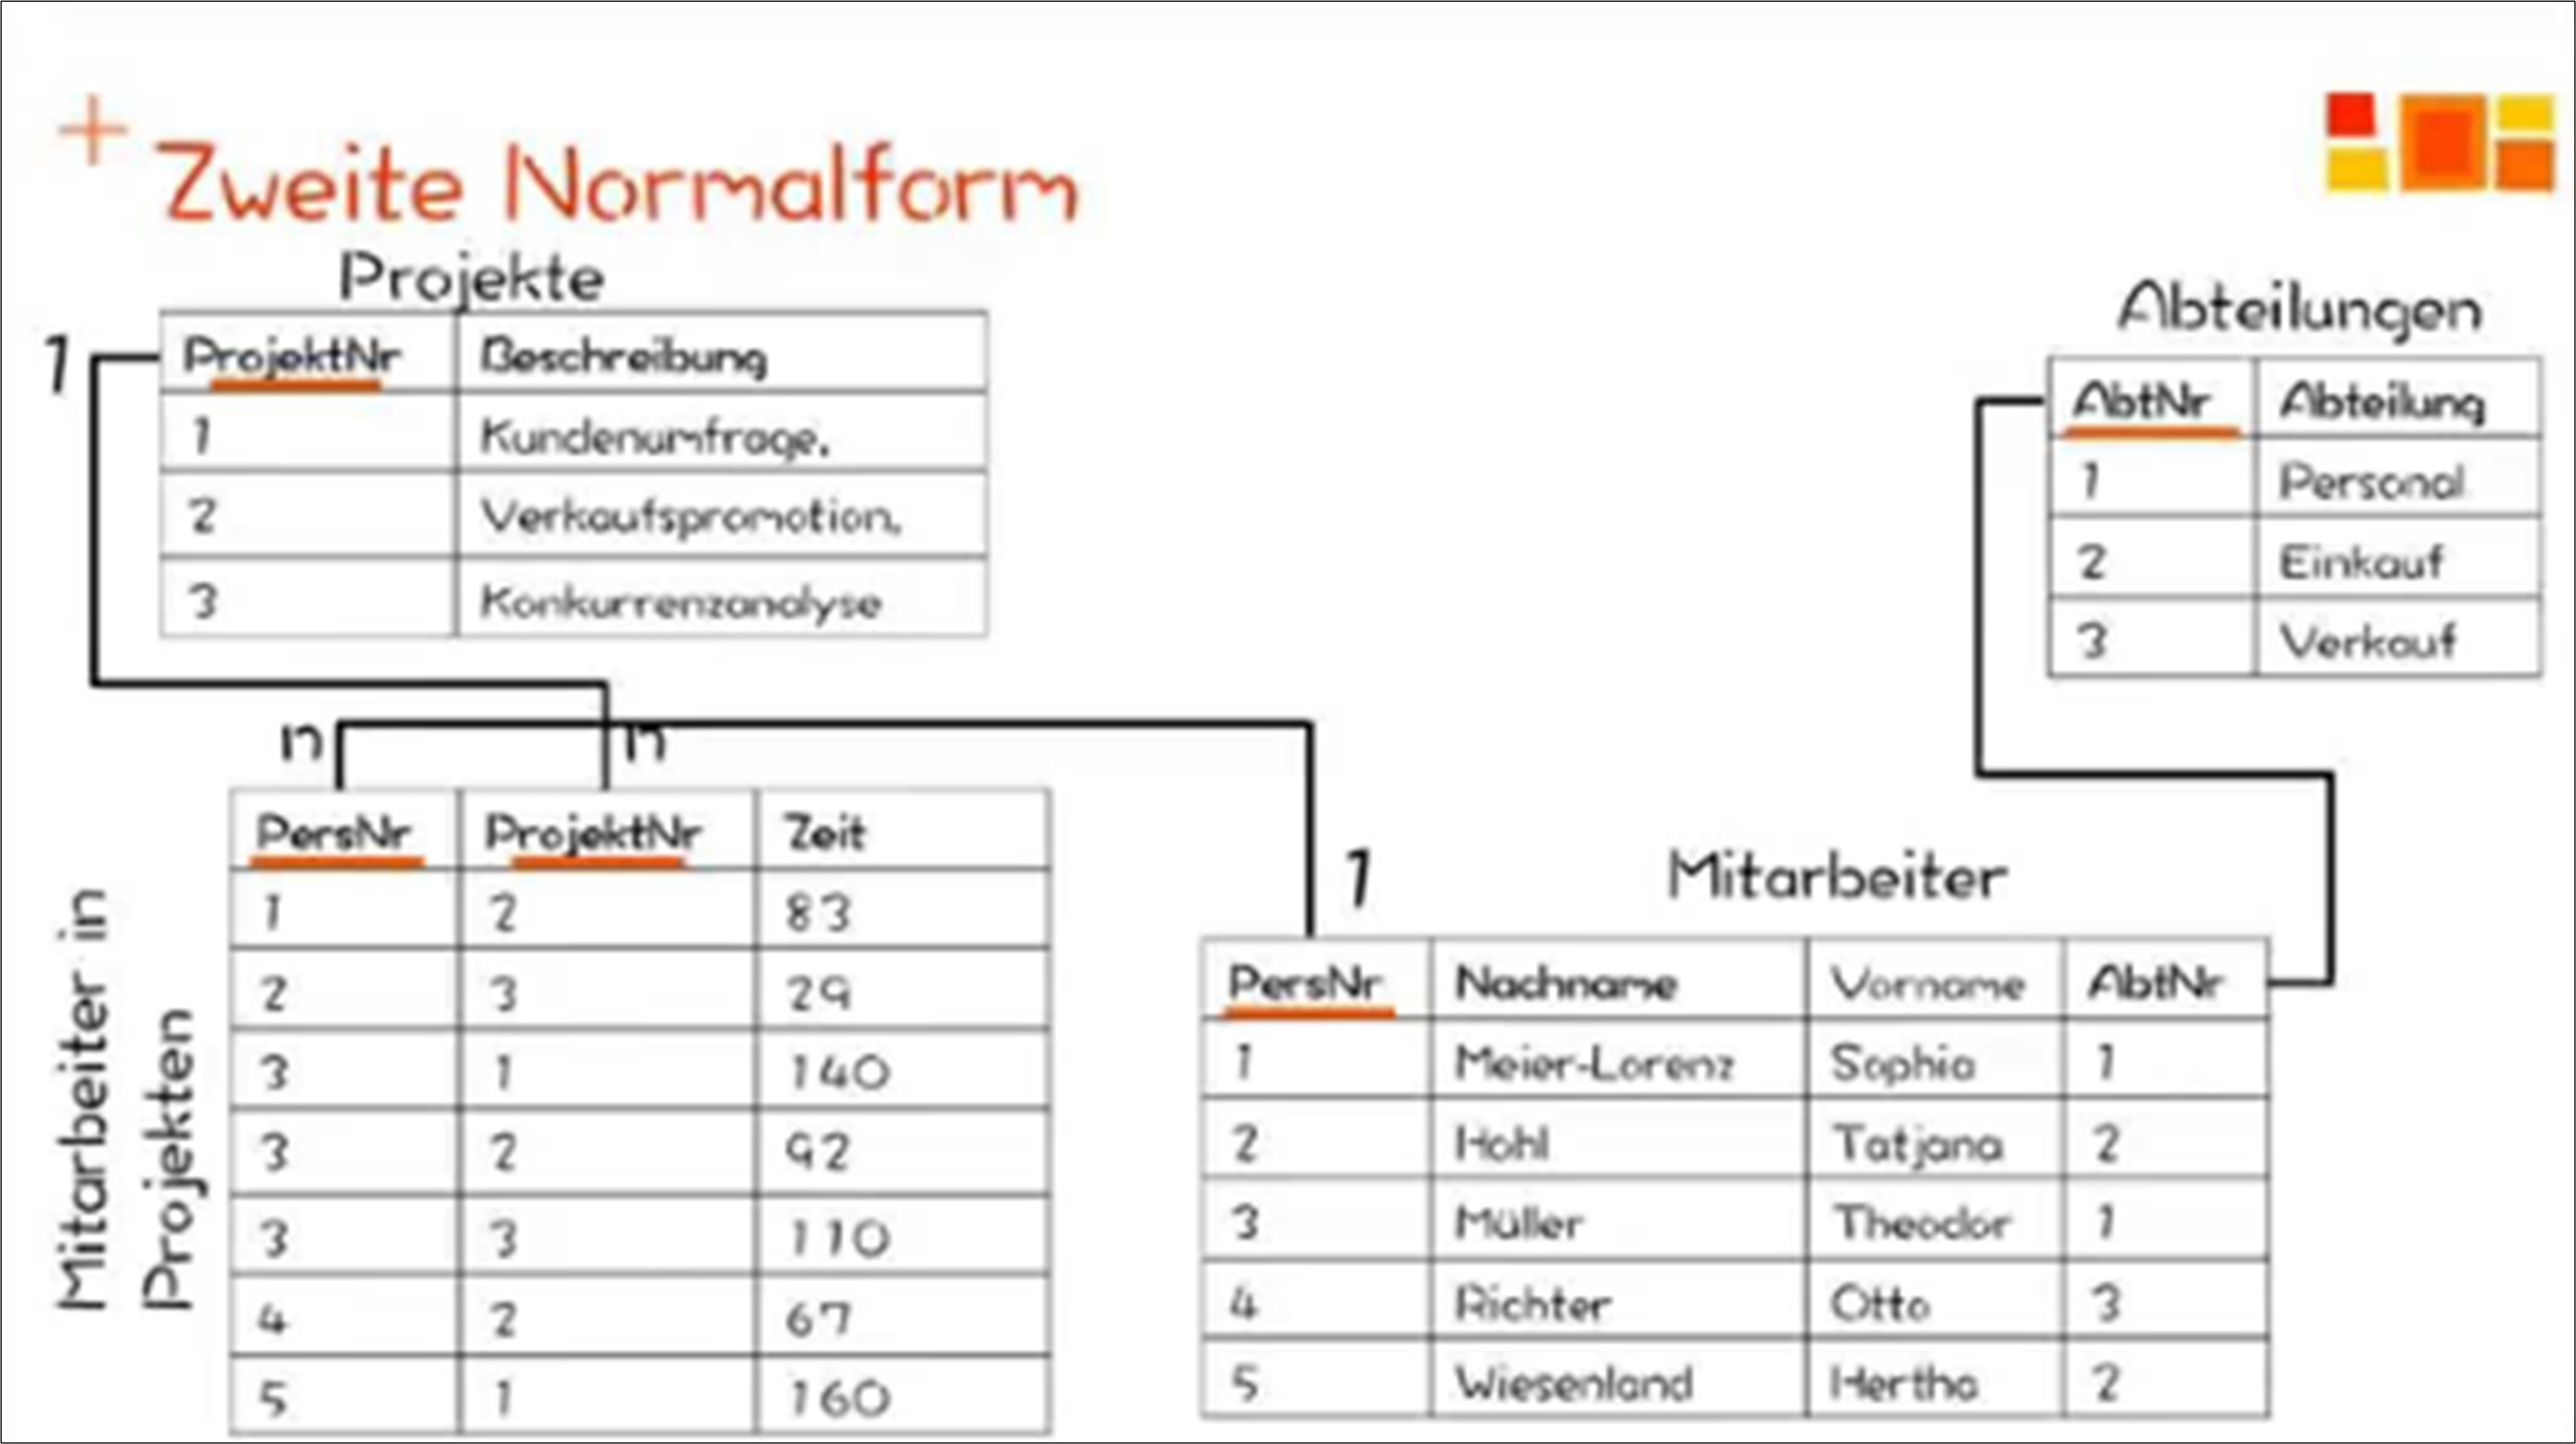 Zweite Normalform
Projekte
1
ProjektNr Beschreibung
1 Kundenumfrage,
2 Verkaufspromotion,
3 Konkurrenzanalyse
Abteilungen
AbtNr Abteilung
1 Personal
2 Einkauf
3 Verkauf
n n
Mitarbeiter in
Projekten
PersNr ProjektNr Zeit
1 2 83
2 3 29
3 1 140
3 2 92
3 3 110
4 2 67
5 1 160
1
Mitarbeiter
PersNr Nachname Vorname AbtNr
1 Meier-Lorenz Sophia 1
2 Hohl Tatjana 2
3 Müller Theodor 1
4 Richter Otto 3
5 Wiesenland Hertha 2